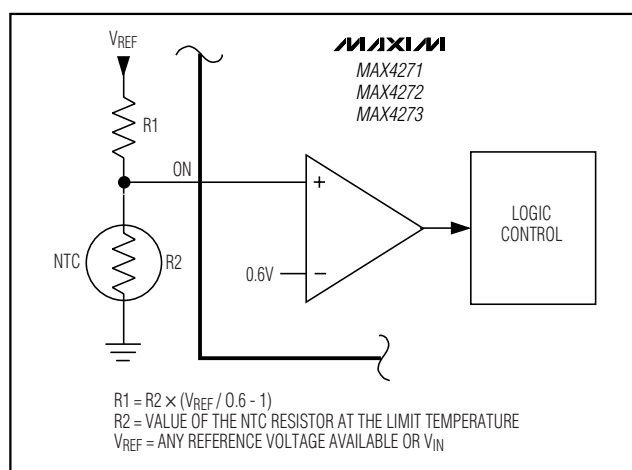 VREF
MAXIM
MAX4271
MAX4272
MAX4273
R1
ON
+
LOGIC
CONTROL
NTC
R2
0.6V
−
R1 = R2 × (VREF / 0.6 - 1)
R2 = VALUE OF THE NTC RESISTOR AT THE LIMIT TEMPERATURE
VREF = ANY REFERENCE VOLTAGE AVAILABLE OR VIN